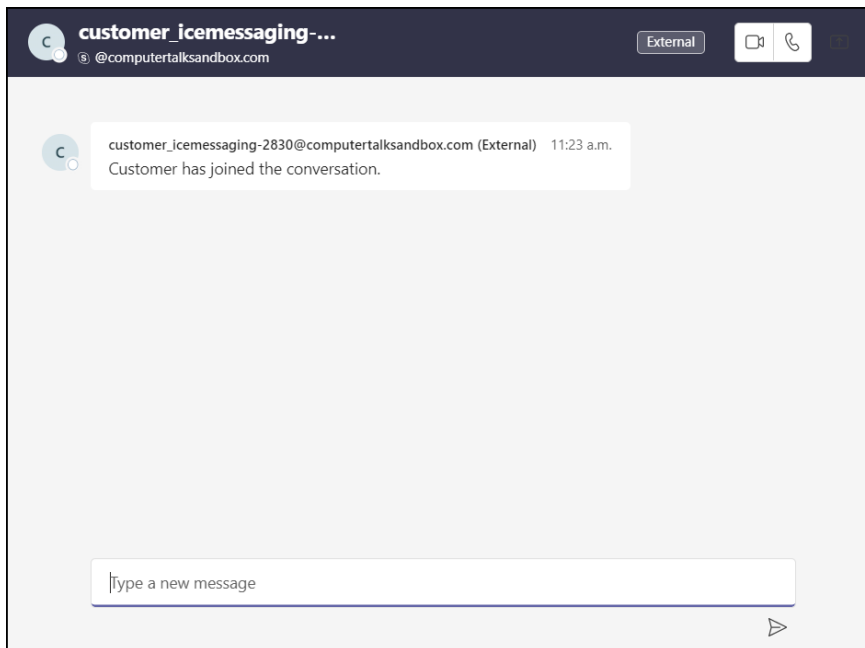 C
customer_icemessaging-...
S @computertalksandbox.com
External
C
customer_icemessaging-2830@computertalksandbox.com (External) 11:23 a.m.
Customer has joined the conversation.
Type a new message